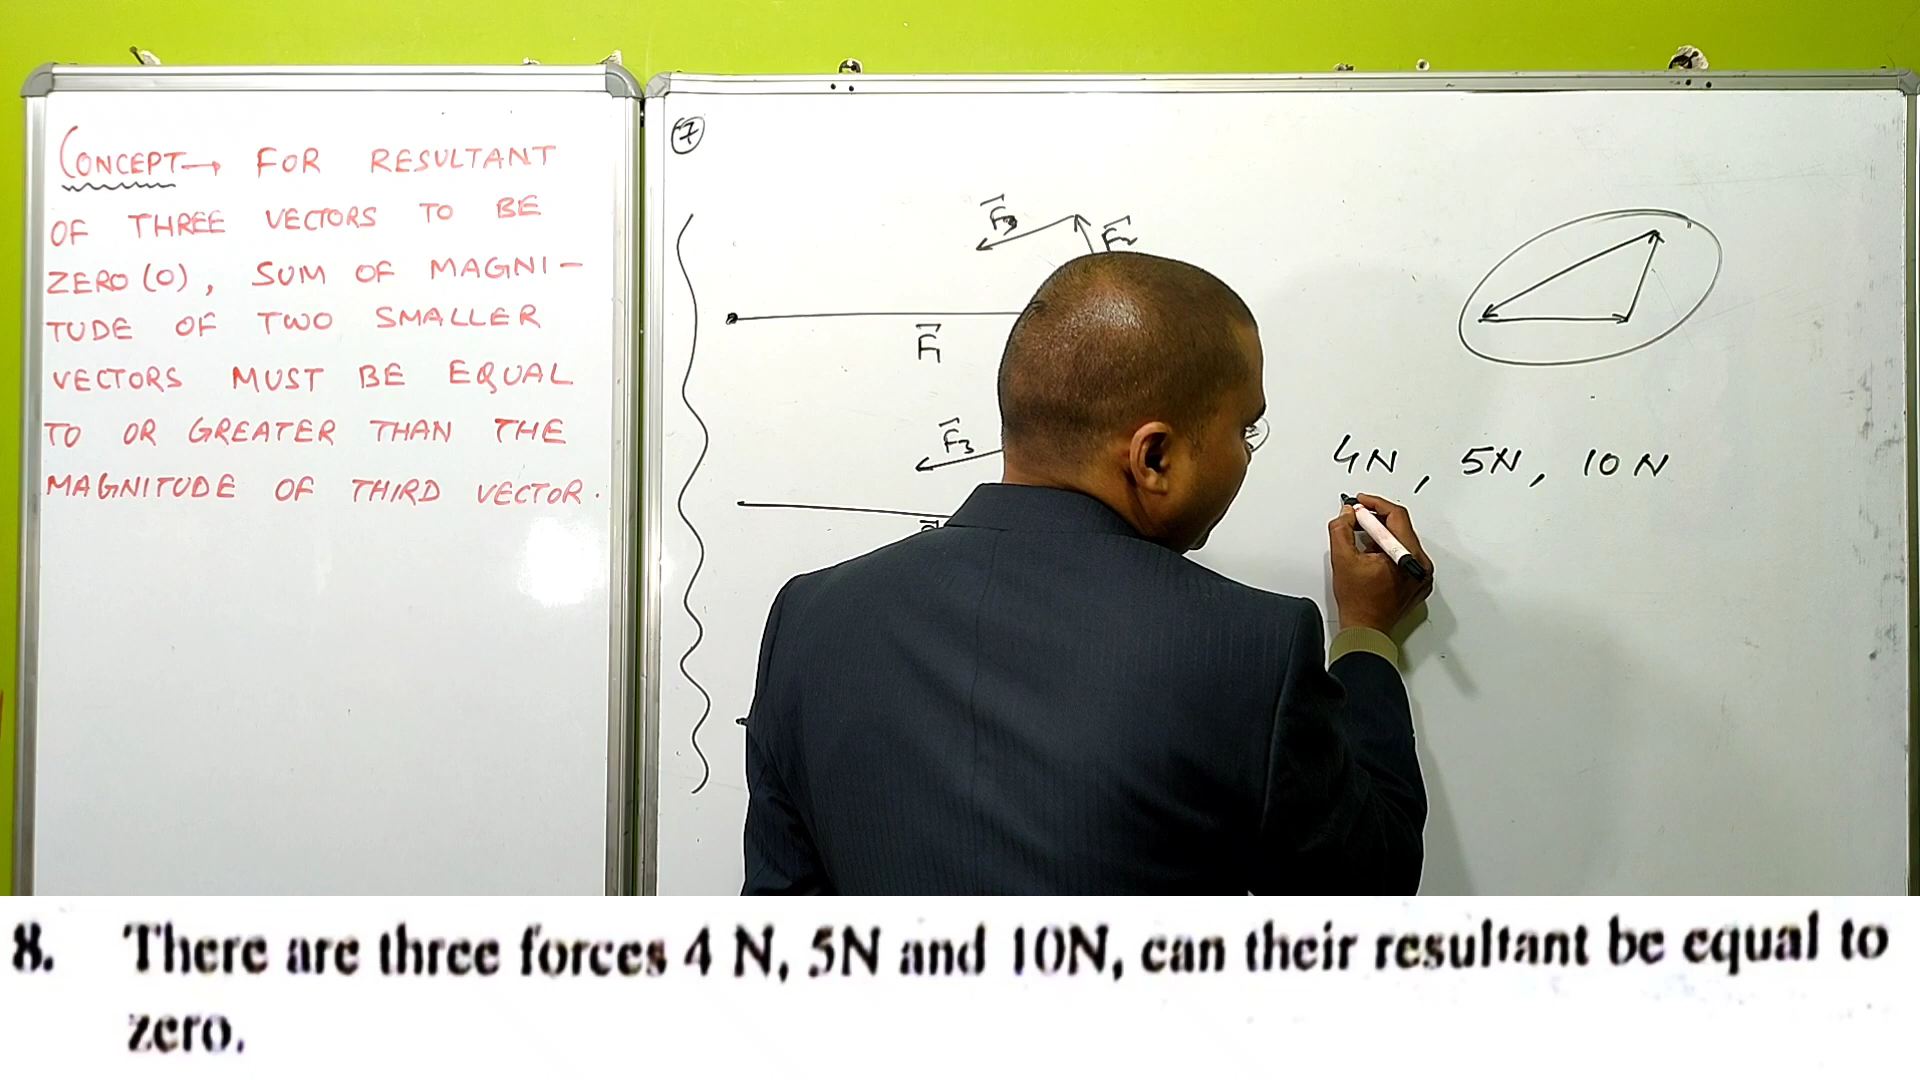 CONCEPT → FOR RESULTANT
OF THREE VECTORS TO BE
ZERO (0), SUM OF MAGNI-
TUDE OF TWO SMALLER
VECTORS MUST BE EQUAL
TO OR GREATER THAN THE
MAGNITUDE OF THIRD VECTOR.
7
F3 F2
F1
F3
4N, 5N, 10N
8. There are three forces 4 N, 5N and 10N, can their resultant be equal to
zero.